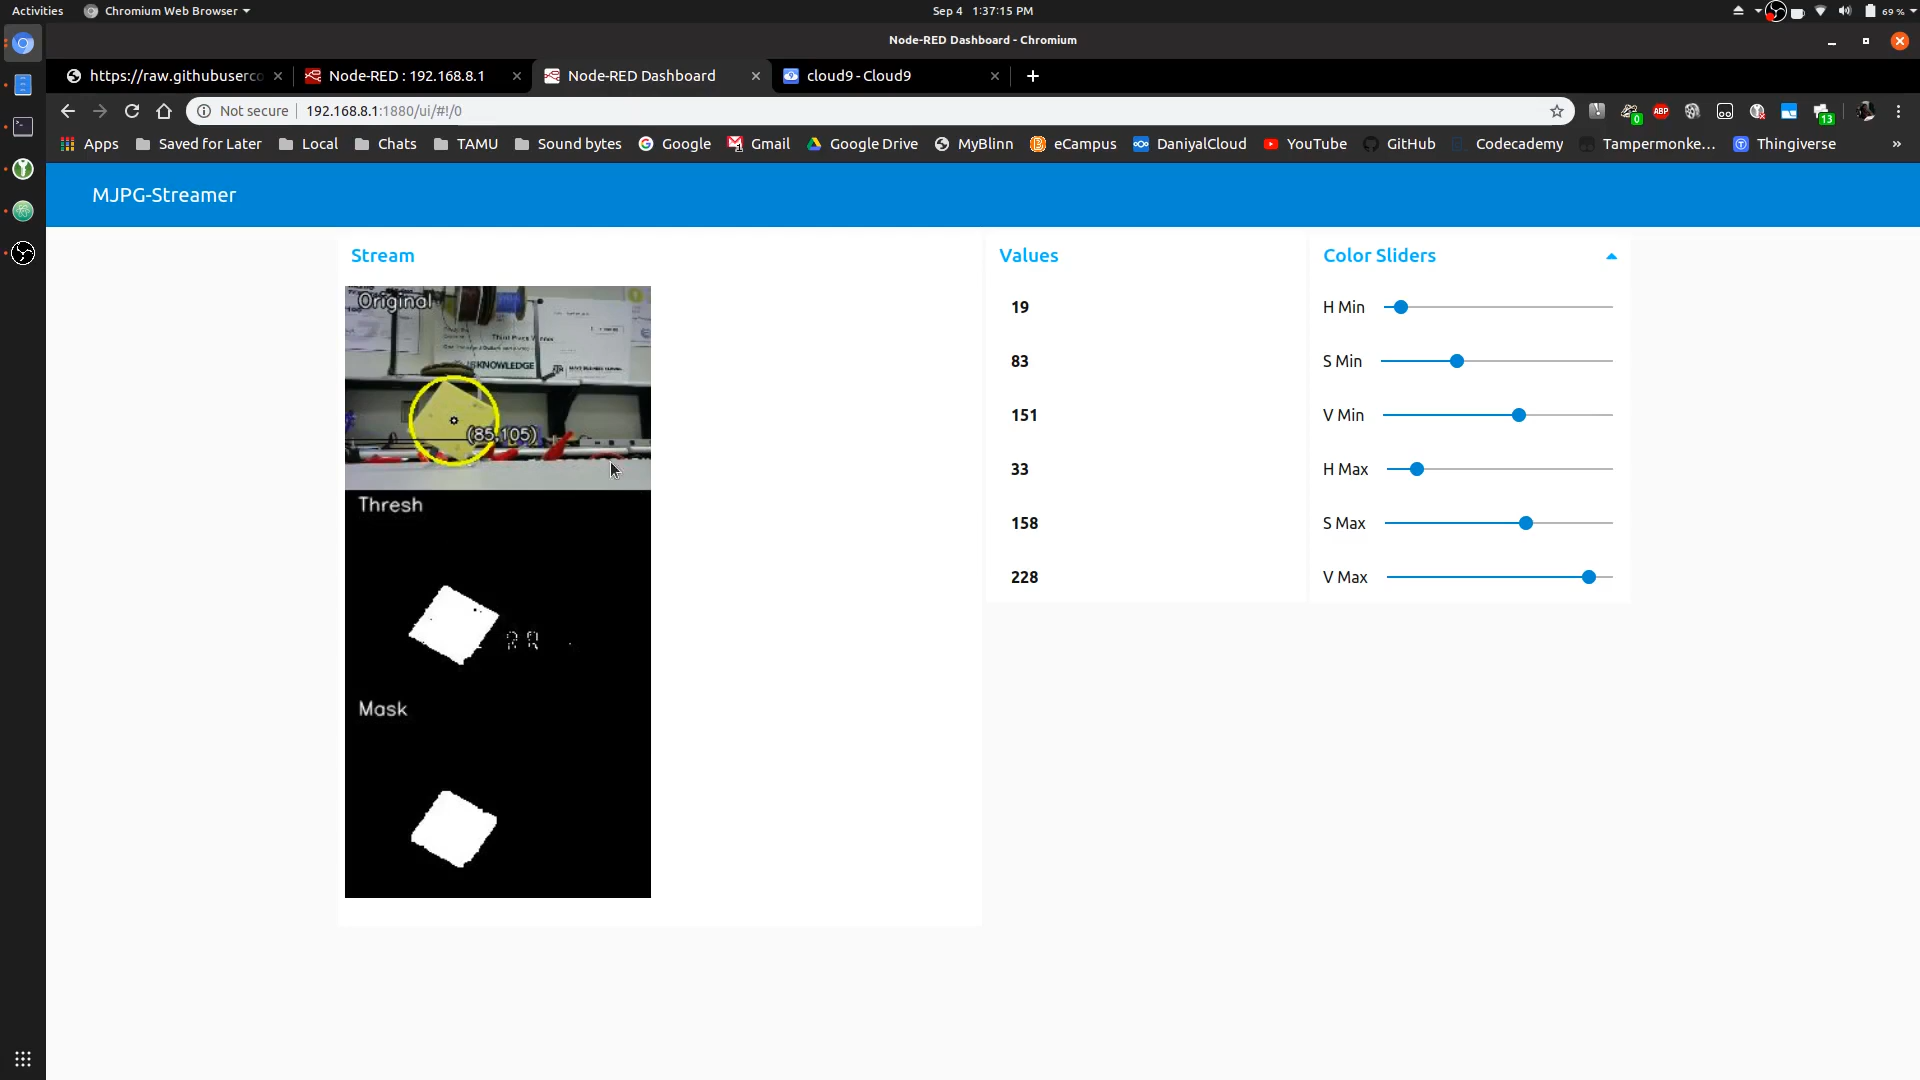 Activities
Chromium Web Browser
Sep 4 1:37:15 PM
69 %
Node-RED Dashboard - Chromium
https://raw.githubuserco
Node-RED : 192.168.8.1
Node-RED Dashboard
cloud9 - Cloud9
Not secure
192.168.8.1:1880/ui/#!/0
ABP
0
13
Apps
Saved for Later
Local
Chats
TAMU
Sound bytes
Google
Gmail
Google Drive
MyBlinn
eCampus
DaniyalCloud
YouTube
GitHub
Codecademy
Tampermonke...
Thingiverse
»
MJPG-Streamer
Stream
Original
KNOWLEDGE
(85,105)
Thresh
Mask
Values
19
83
151
33
158
228
Color Sliders
H Min
S Min
V Min
H Max
S Max
V Max